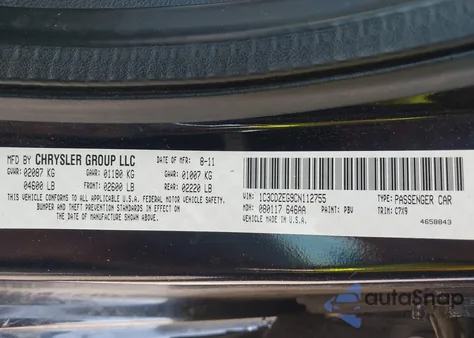 MFD BY CHRYSLER GROUP LLC DATE OF MFR: 8-11
GVWR: 02087 KG GAWR 01180 KG GAWR 01007 KG
04600 LB FRONT: 02600 LB REAR: 02220 LB
THIS VEHICLE CONFORMS TO ALL APPLICABLE U.S.A. FEDERAL MOTOR VEHICLE SAFETY,
BUMPER AND THEFT PREVENTION STANDARDS IN EFFECT ON THE DATE OF
MANUFACTURE SHOWN ABOVE.
VIN: 1C3CDZEG9CN112755 TYPE: PASSENGER CAR
MDH: 080117 646AA PAINT: PBV TRIM: C7X9
VEHICLE MADE IN U.S.A. 4658843
autoSnap